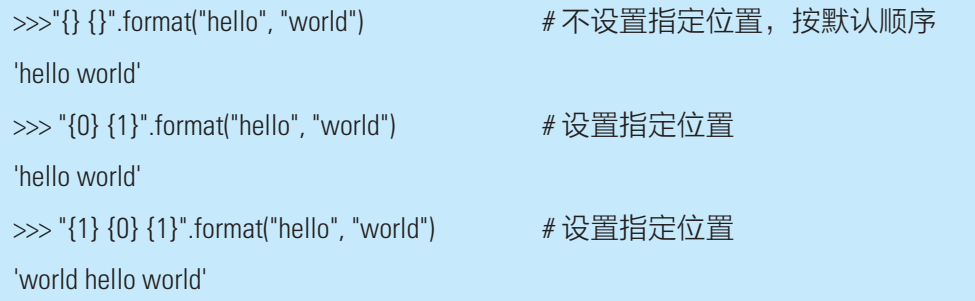 >>>"{} {}".format("hello", "world") # 不设置指定位置，按默认顺序
'hello world'
>>> "{0} {1}".format("hello", "world") # 设置指定位置
'hello world'
>>> "{1} {0} {1}".format("hello", "world") # 设置指定位置
'world hello world'